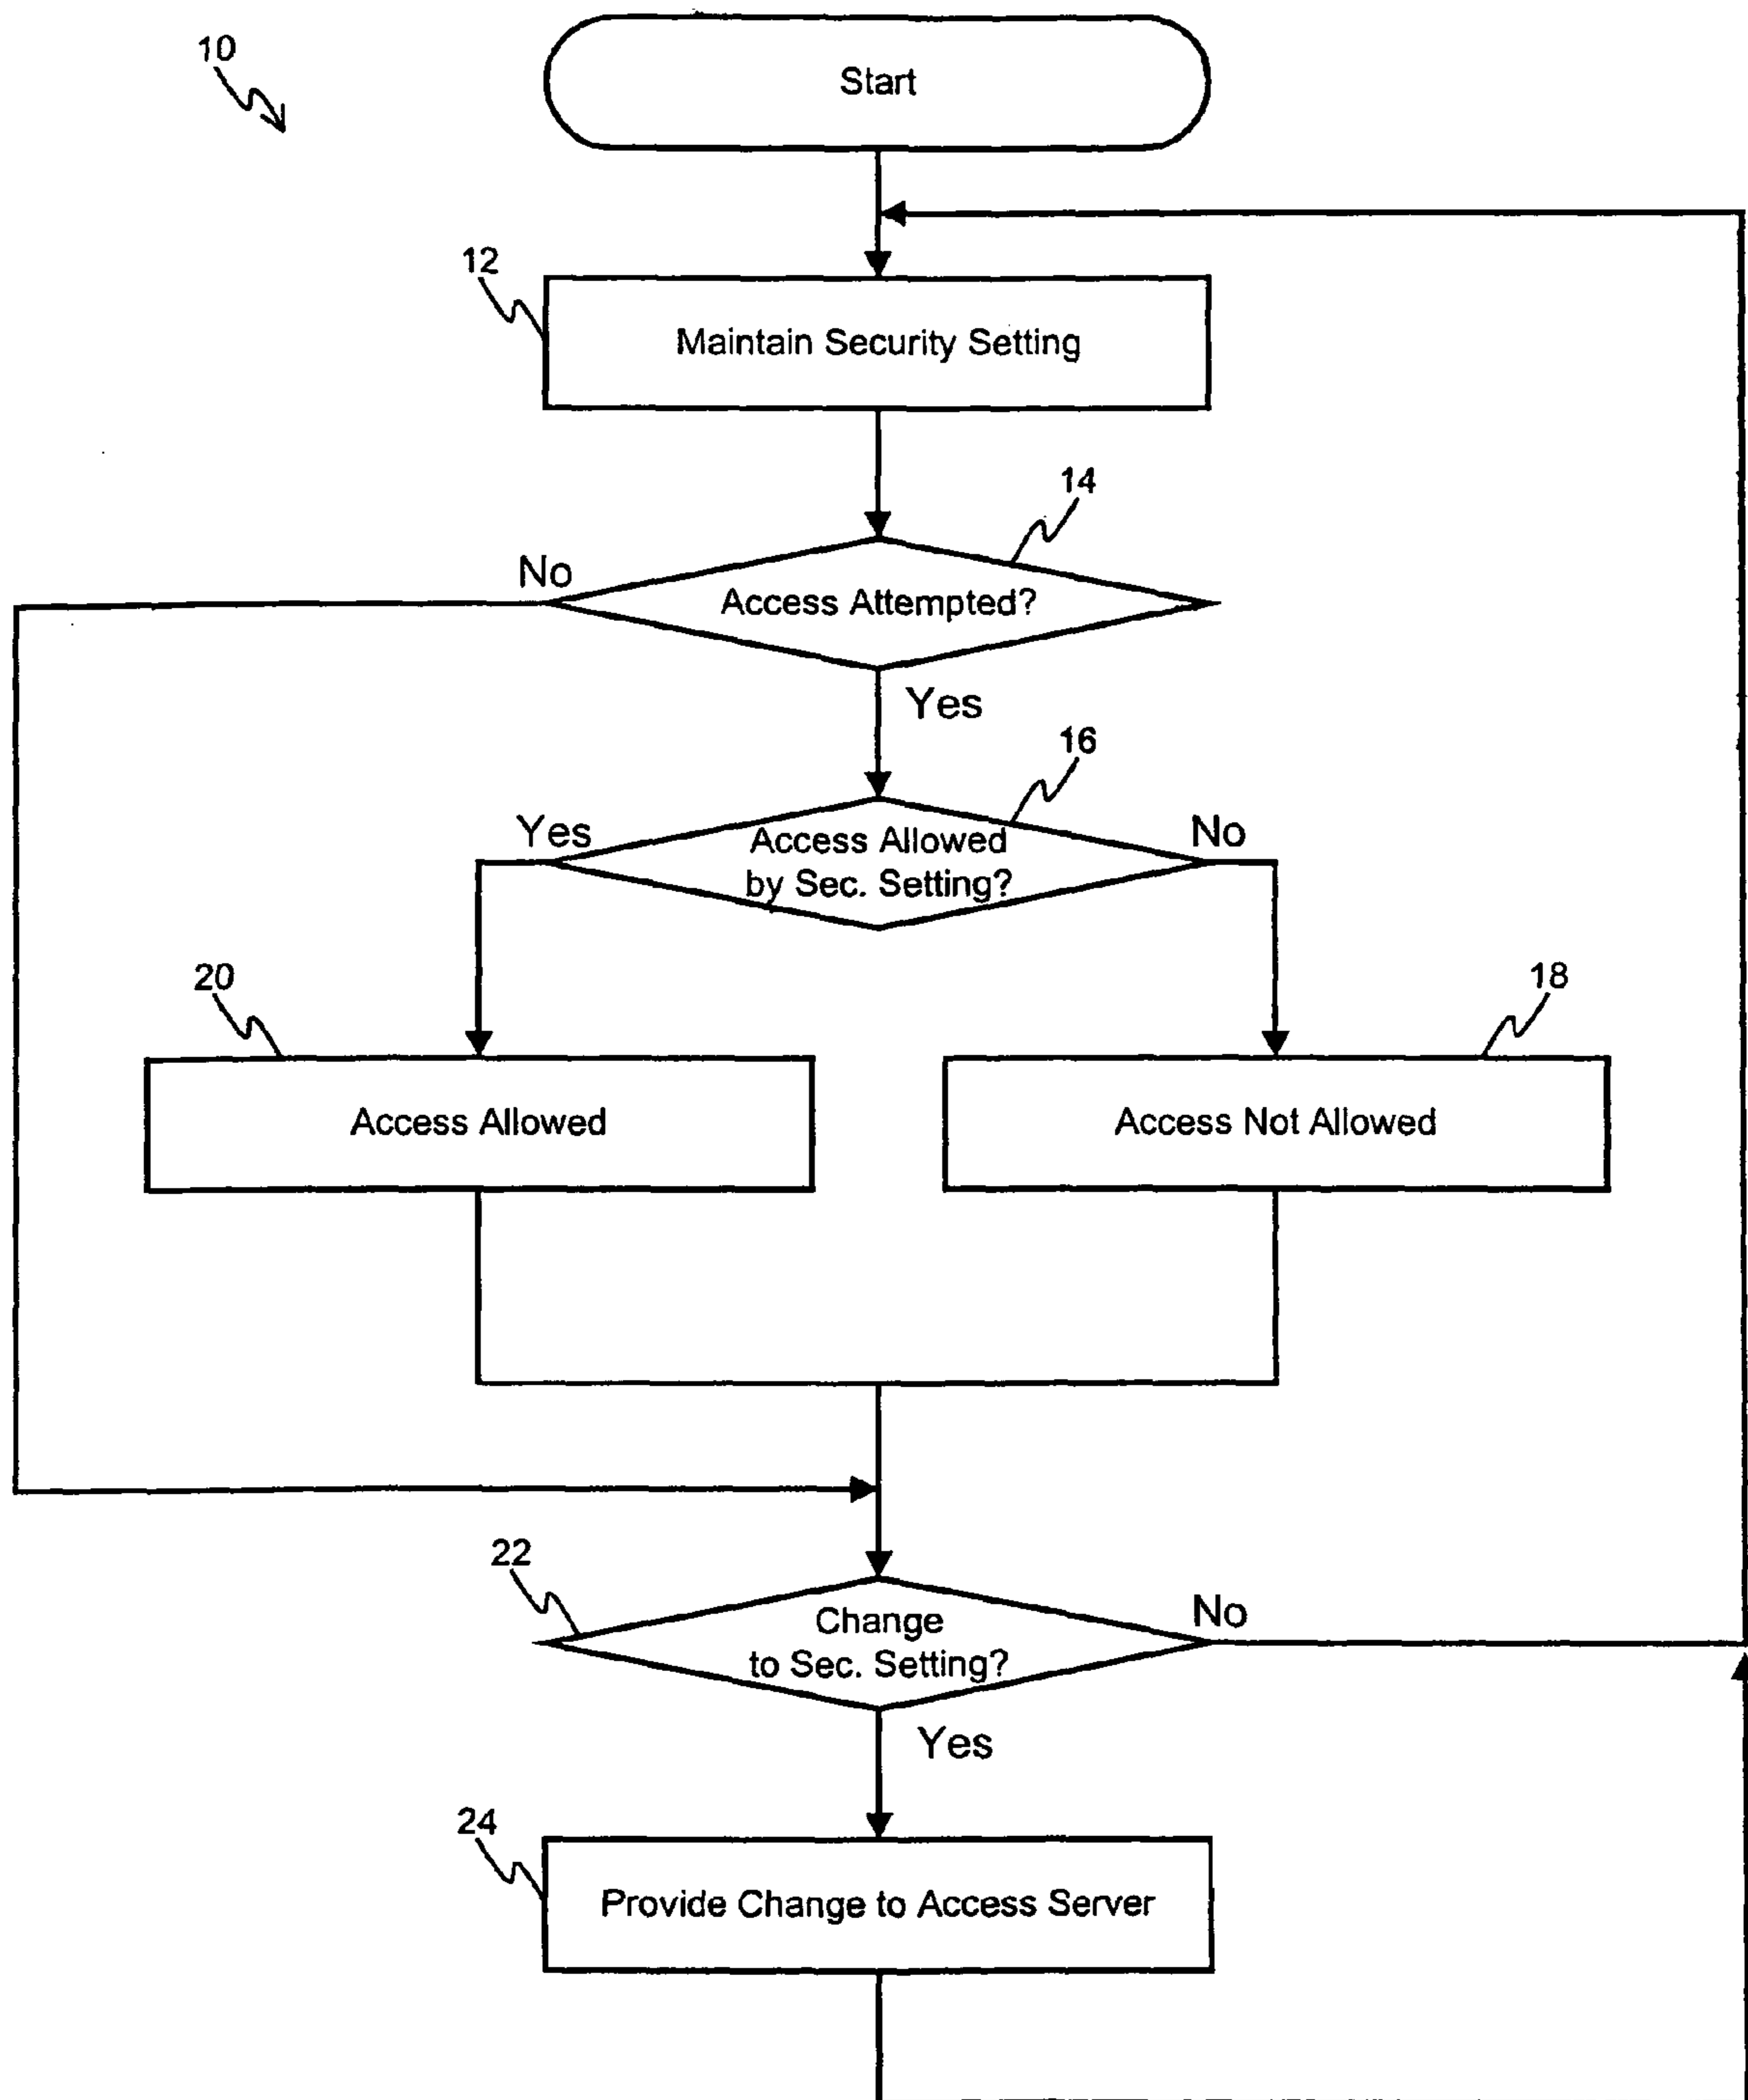 10
Start
12
Maintain Security Setting
14
No
Access Attempted?
Yes
16
Yes
Access Allowed
by Sec. Setting?
No
20
18
Access Allowed
Access Not Allowed
22
Change
to Sec. Setting?
No
Yes
24
Provide Change to Access Server